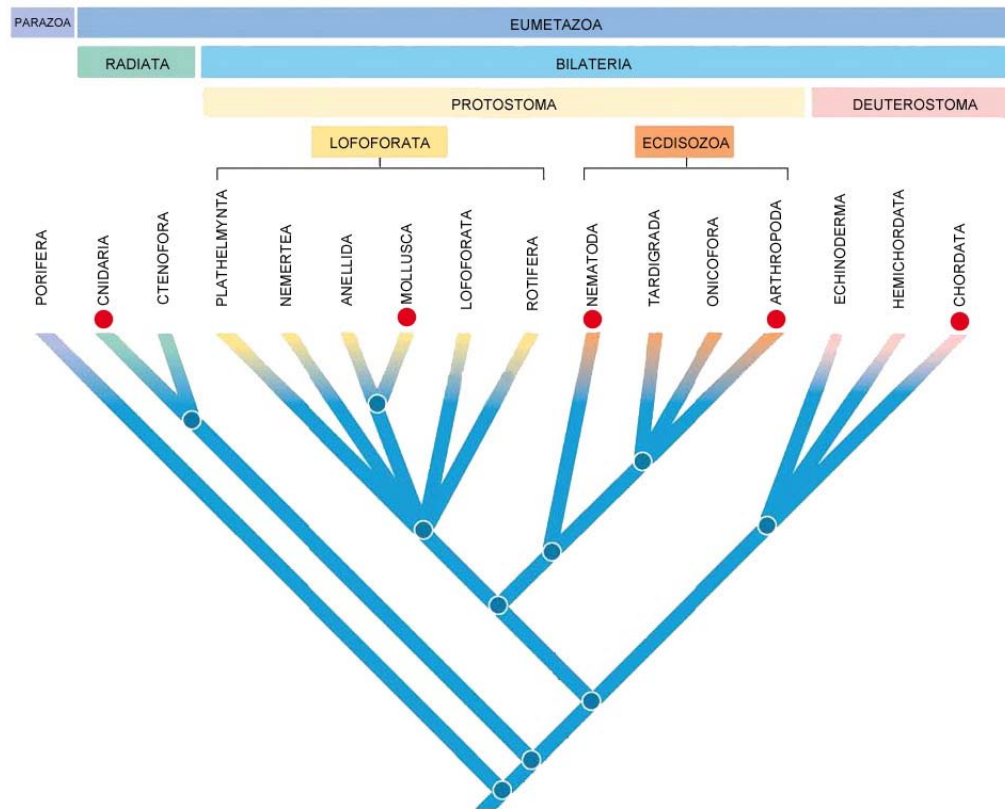 PARAZOA
EUMETAZOA
RADIATA
BILATERIA
PROTOSTOMA
DEUTEROSTOMA
LOFOFORATA
ECDISOZOA
PORIFERA
CNIDARIA
CTENOFORA
PLATHELMYNTA
NEMERTEA
ANELLIDA
MOLLUSCA
LOFOFORATA
ROTIFERA
NEMATODA
TARDIGRADA
ONICOFORA
ARTHROPODA
ECHINODERMA
HEMICHORDATA
CHORDATA